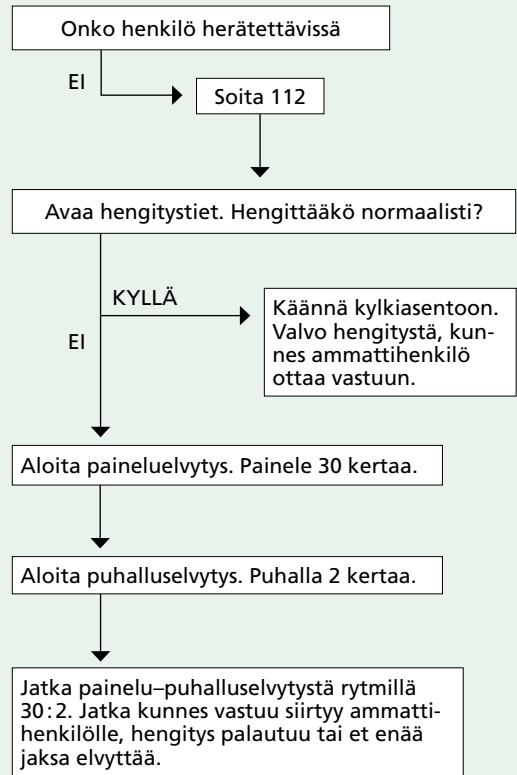 Onko henkilö herätettävissä
EI
Soita 112
Avaa hengitystiet. Hengittääkö normaalisti?
KYLLÄ
Käännä kylkiasentoon.
Valvo hengitystä, kun-
nes ammattihenkilö
ottaa vastuun.
EI
Aloita paineluelvytys. Painele 30 kertaa.
Aloita puhalluselvytys. Puhalla 2 kertaa.
Jatka painelu–puhalluselvytystä rytmillä
30:2. Jatka kunnes vastuu siirtyy ammatti-
henkilölle, hengitys palautuu tai et enää
jaksa elvyttää.